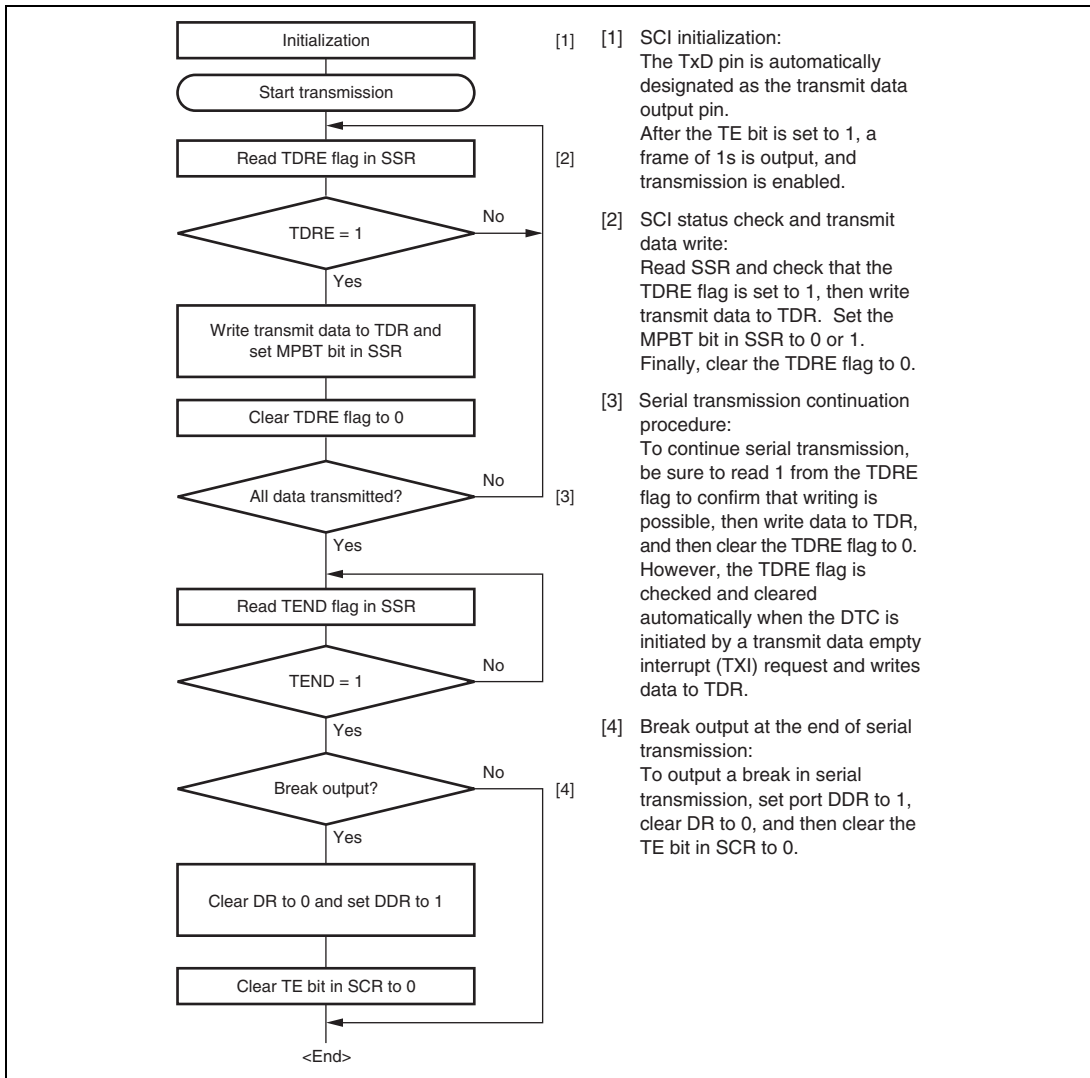 Initialization
[1]
Start transmission
Read TDRE flag in SSR
[2]
No
TDRE = 1
Yes
Write transmit data to TDR and
set MPBT bit in SSR
Clear TDRE flag to 0
No
All data transmitted?
[3]
Yes
Read TEND flag in SSR
No
TEND = 1
Yes
No
Break output?
[4]
Yes
Clear DR to 0 and set DDR to 1
Clear TE bit in SCR to 0
<End>
[1] SCI initialization:
The TxD pin is automatically
designated as the transmit data
output pin.
After the TE bit is set to 1, a
frame of 1s is output, and
transmission is enabled.
[2] SCI status check and transmit
data write:
Read SSR and check that the
TDRE flag is set to 1, then write
transmit data to TDR. Set the
MPBT bit in SSR to 0 or 1.
Finally, clear the TDRE flag to 0.
[3] Serial transmission continuation
procedure:
To continue serial transmission,
be sure to read 1 from the TDRE
flag to confirm that writing is
possible, then write data to TDR,
and then clear the TDRE flag to 0.
However, the TDRE flag is
checked and cleared
automatically when the DTC is
initiated by a transmit data empty
interrupt (TXI) request and writes
data to TDR.
[4] Break output at the end of serial
transmission:
To output a break in serial
transmission, set port DDR to 1,
clear DR to 0, and then clear the
TE bit in SCR to 0.